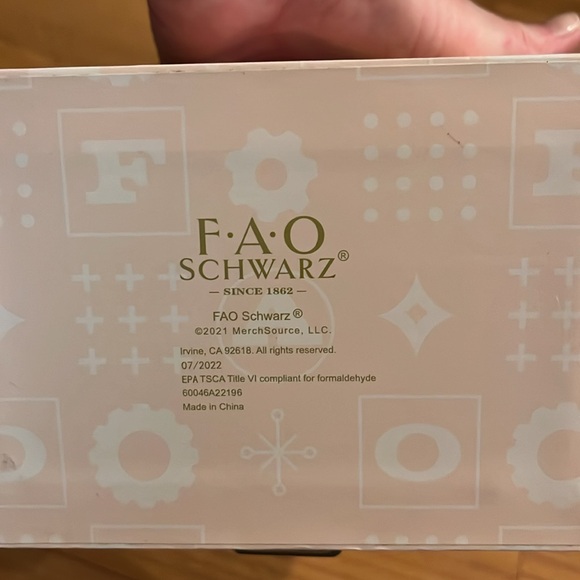 F
F·A·O
SCHWARZ®
— SINCE 1862 —
FAO Schwarz®
©2021 MerchSource, LLC.
Irvine, CA 92618. All rights reserved.
07/2022
EPA TSCA Title VI compliant for formaldehyde
60046A22196
Made in China
O